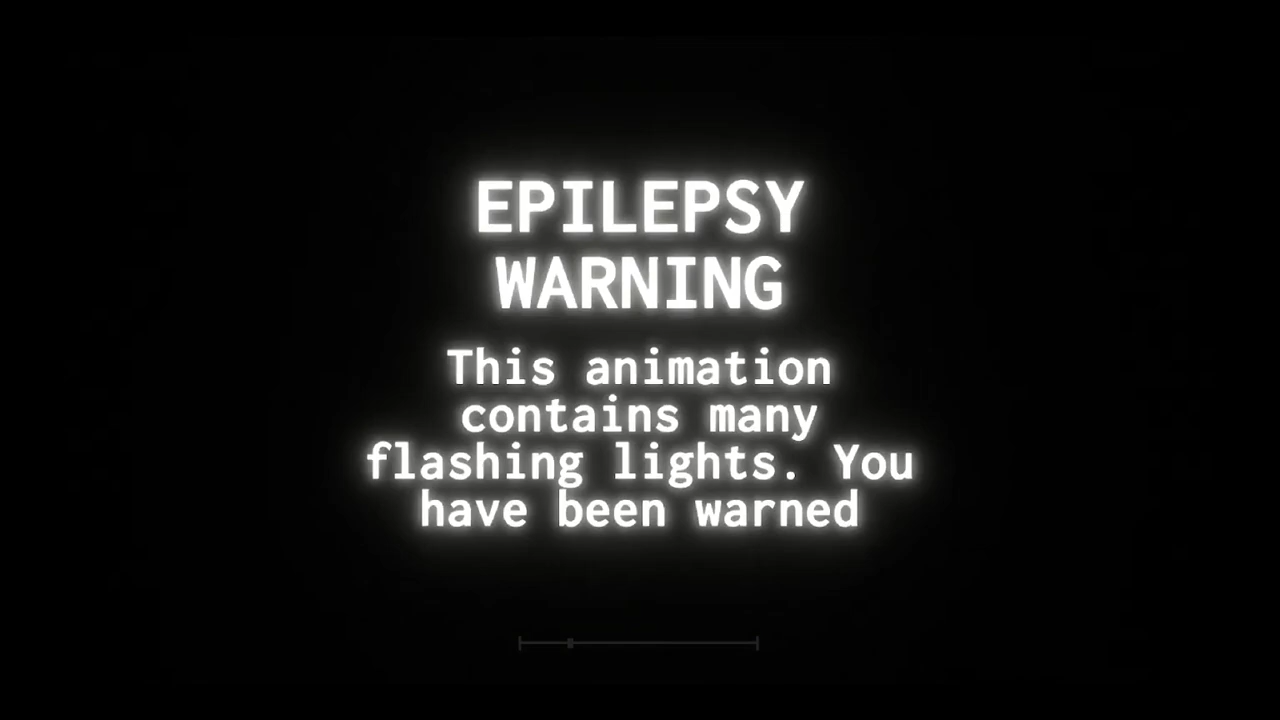 EPILEPSY
WARNING
This animation
contains many
flashing lights. You
have been warned